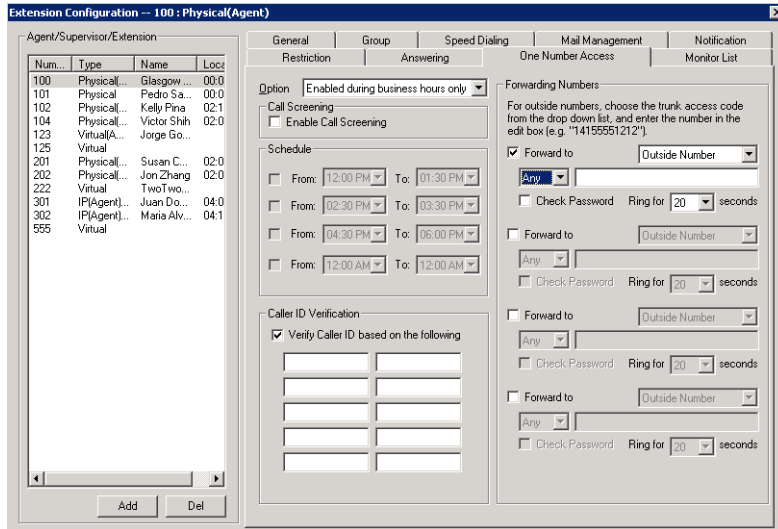 Extension Configuration -- 100 : Physical(Agent)
Agent/Supervisor/Extension
Num... Type Name Loca
100 Physical(... Glasgow ... 00:0
101 Physical Pedro Sa... 00:0
102 Physical(... Kelly Pina 02:1
104 Physical(... Victor Shih 02:0
123 Virtual(A... Jorge Go...
125 Virtual
201 Physical(... Susan C... 02:0
202 Physical(... Jon Zhang 02:0
222 Virtual TwoTwo...
301 IP(Agent)... Juan Do... 04:0
302 IP(Agent)... Maria Alv... 04:1
555 Virtual
Add Del
General Group Speed Dialing Mail Management Notification
Restriction Answering One Number Access Monitor List
Option Enabled during business hours only
Call Screening
Enable Call Screening
Schedule
From: 12:00 PM To: 01:30 PM
From: 02:30 PM To: 03:30 PM
From: 04:30 PM To: 06:00 PM
From: 12:00 AM To: 12:00 AM
Caller ID Verification
Verify Caller ID based on the following
Forwarding Numbers
For outside numbers, choose the trunk access code
from the drop down list, and enter the number in the
edit box (e.g. "14155551212").
Forward to Outside Number
Any
Check Password Ring for 20 seconds
Forward to Outside Number
Any
Check Password Ring for 20 seconds
Forward to Outside Number
Any
Check Password Ring for 20 seconds
Forward to Outside Number
Any
Check Password Ring for 20 seconds